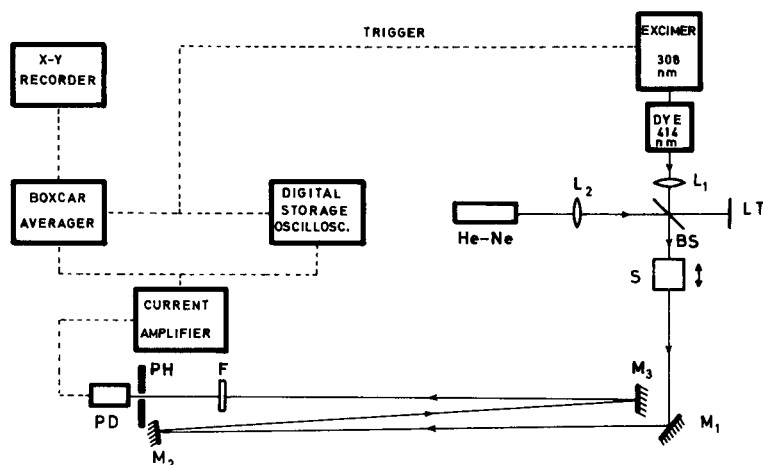 TRIGGER
EXCIMER
308
nm
X-Y
RECORDER
DYE
414
nm
L1
BOXCAR
AVERAGER
DIGITAL
STORAGE
OSCILLOSC.
L2
He-Ne
BS
LT
S
CURRENT
AMPLIFIER
PH
F
M3
PD
M2
M1